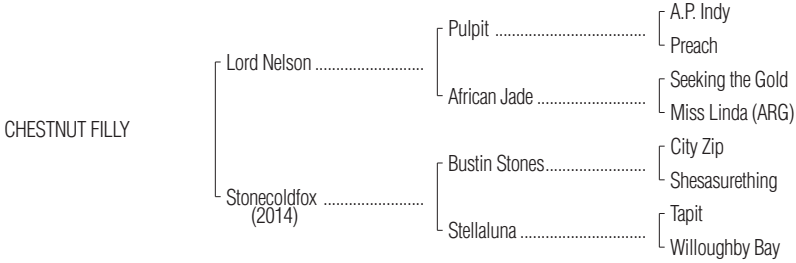 A.P. Indy
Pulpit ................................
Preach
Lord Nelson .......................
Seeking the Gold
African Jade .......................
Miss Linda (ARG)
CHESTNUT FILLY
City Zip
Bustin Stones.....................
Shesasurething
Stonecoldfox .....................
(2014)
Tapit
Stellaluna ..........................
Willoughby Bay